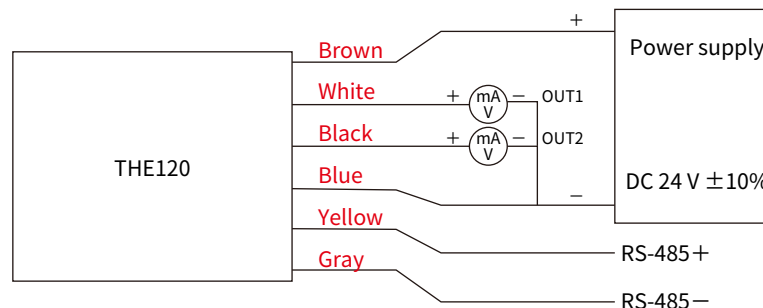 +
Brown
Power supply
White
+ mA V − OUT1
Black
+ mA V − OUT2
THE120
Blue
DC 24 V ±10%
−
Yellow
RS-485+
Gray
RS-485−